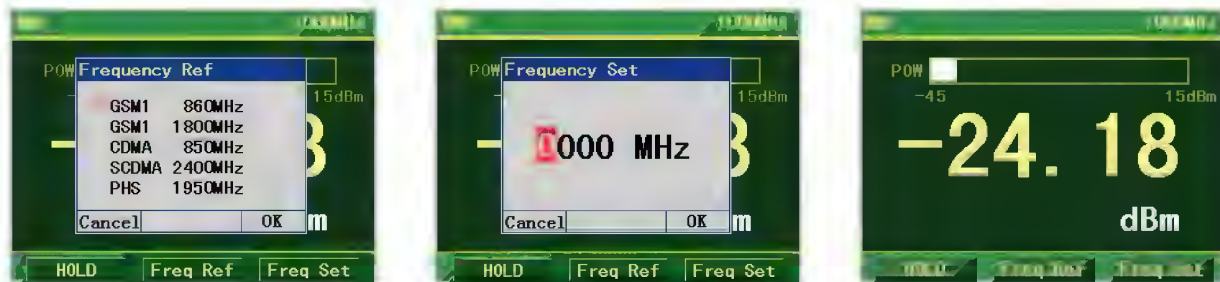 POW Frequency Ref
GSM1 860MHz
GSM1 1800MHz
CDMA 850MHz
SCDMA 2400MHz
PHS 1950MHz
Cancel OK
15dBm
m
HOLD Freq Ref Freq Set
POW Frequency Set
1000 MHz
Cancel OK
15dBm
m
HOLD Freq Ref Freq Set
POW
-45 15dBm
-24.18
dBm